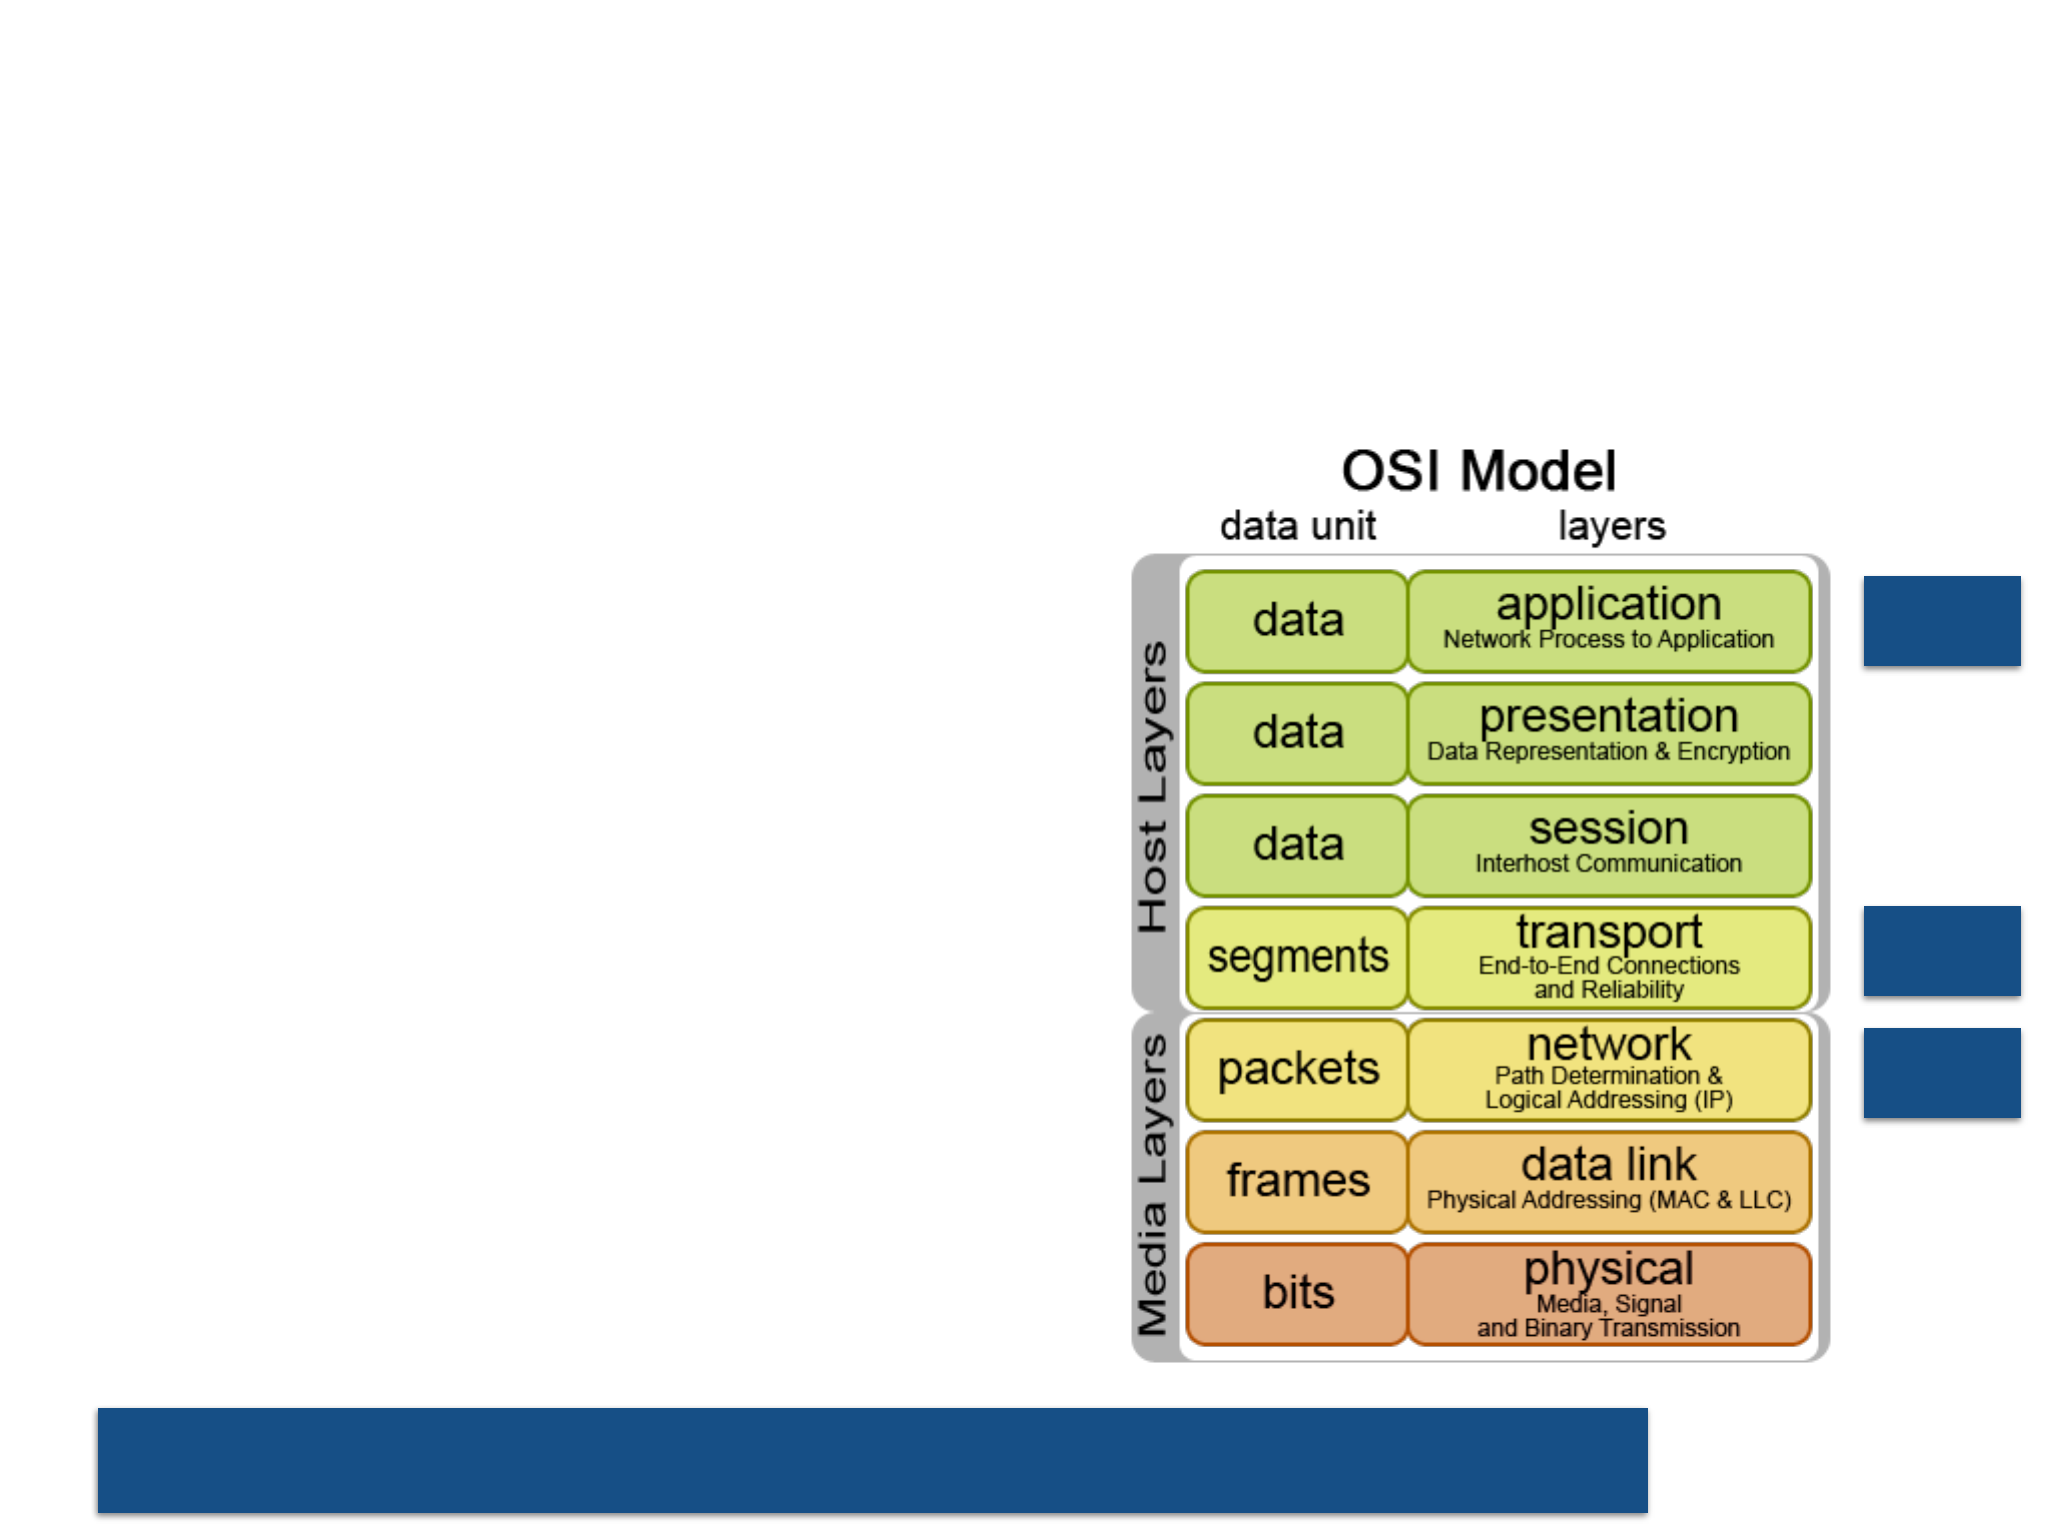 OSI Model
data unit layers
Host Layers
data application
Network Process to Application
data presentation
Data Representation & Encryption
data session
Interhost Communication
segments transport
End-to-End Connections
and Reliability
Media Layers
packets network
Path Determination &
Logical Addressing (IP)
frames data link
Physical Addressing (MAC & LLC)
bits physical
Media, Signal
and Binary Transmission